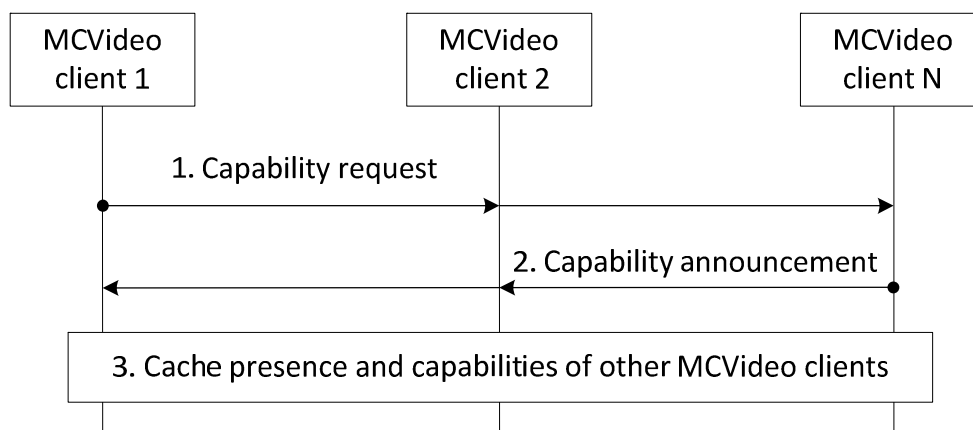 MCVideo
client 1
MCVideo
client 2
MCVideo
client N
1. Capability request
2. Capability announcement
3. Cache presence and capabilities of other MCVideo clients